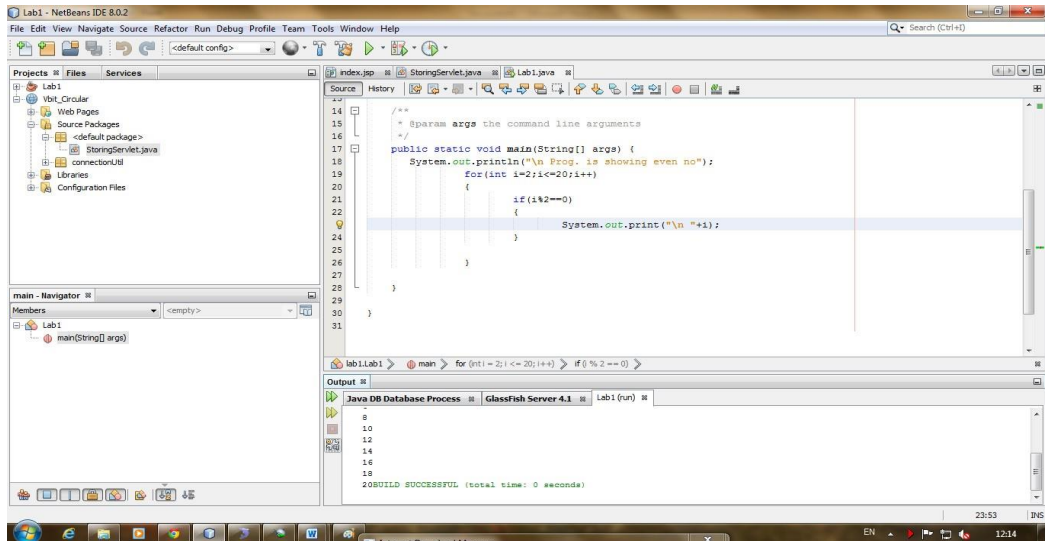 Lab1 - NetBeans IDE 8.0.2
File Edit View Navigate Source Refactor Run Debug Profile Team Tools Window Help
Search (Ctrl+I)
<default config>
Projects Files Services
Lab1
Vbit_Circular
Web Pages
Source Packages
<default package>
StoringServlet.java
connectionUtil
Libraries
Configuration Files
index.jsp StoringServlet.java Lab1.java
Source History
14 /**
15 * @param args the command line arguments
16 */
17 public static void main(String[] args) {
18 System.out.println("\n Prog. is showing even no");
19 for(int i=2;i<=20;i++)
20 {
21 if(i%2==0)
22 {
System.out.print("\n "+i);
24 }
25
26 }
27
28 }
29
30 }
31
main - Navigator
Members <empty>
Lab1
main(String[] args)
lab1.Lab1 main for (int i = 2; i <= 20; i++) if (i % 2 == 0)
Output
Java DB Database Process GlassFish Server 4.1 Lab1 (run)
8
10
12
14
16
18
20BUILD SUCCESSFUL (total time: 0 seconds)
23:53 INS
EN 12:14